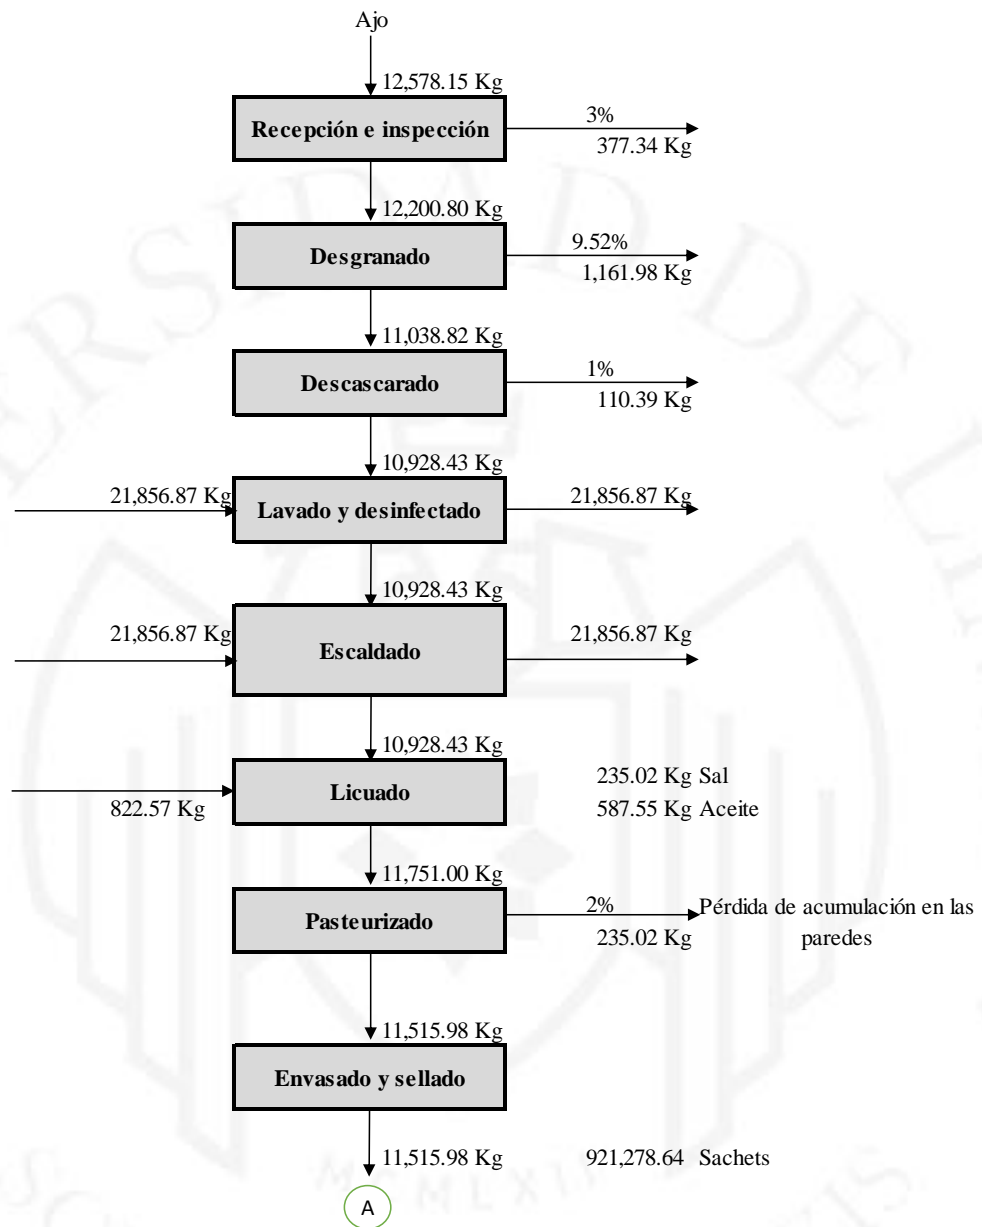 Ajo
12,578.15 Kg
Recepción e inspección
3%
377.34 Kg
12,200.80 Kg
Desgranado
9.52%
1,161.98 Kg
11,038.82 Kg
Descascarado
1%
110.39 Kg
10,928.43 Kg
21,856.87 Kg
Lavado y desinfectado
21,856.87 Kg
10,928.43 Kg
21,856.87 Kg
Escaldado
21,856.87 Kg
10,928.43 Kg
822.57 Kg
Licuado
235.02 Kg Sal
587.55 Kg Aceite
11,751.00 Kg
Pasteurizado
2%
235.02 Kg
Pérdida de acumulación en las
paredes
11,515.98 Kg
Envasado y sellado
11,515.98 Kg
921,278.64 Sachets
A